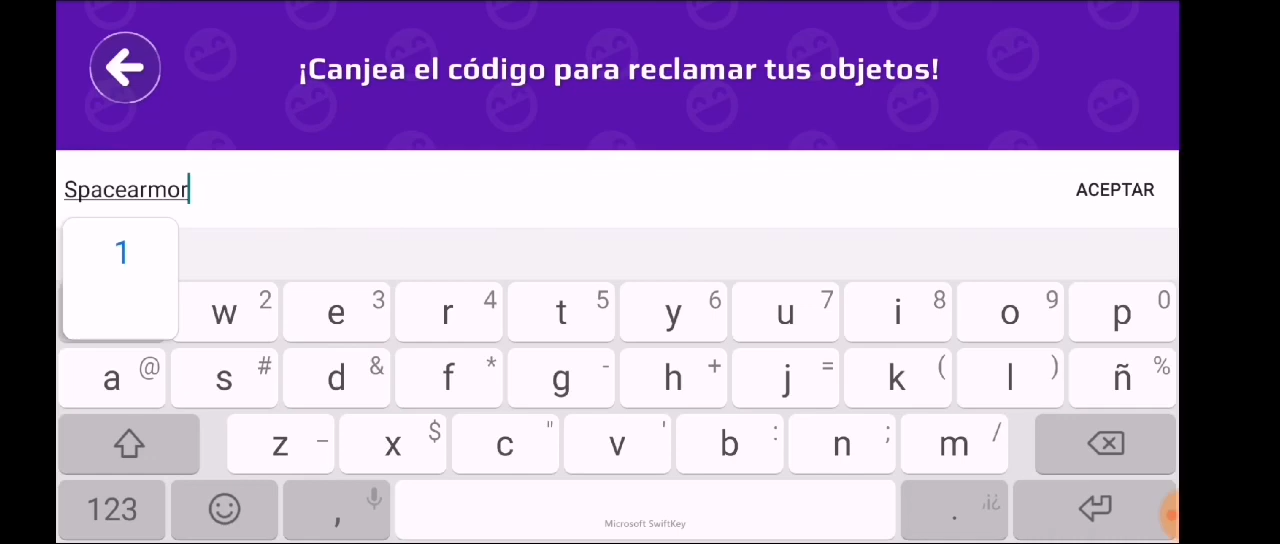 ¡Canjea el código para reclamar tus objetos!
Spacearmor
ACEPTAR
1
w 2 e 3 r 4 t 5 y 6 u 7 i 8 o 9 p 0
a @ s # d & f * g - h + j = k ( l ) ñ %
z _ x $ c " v ' b : n ; m /
123 , . ,i¿
Microsoft SwiftKey